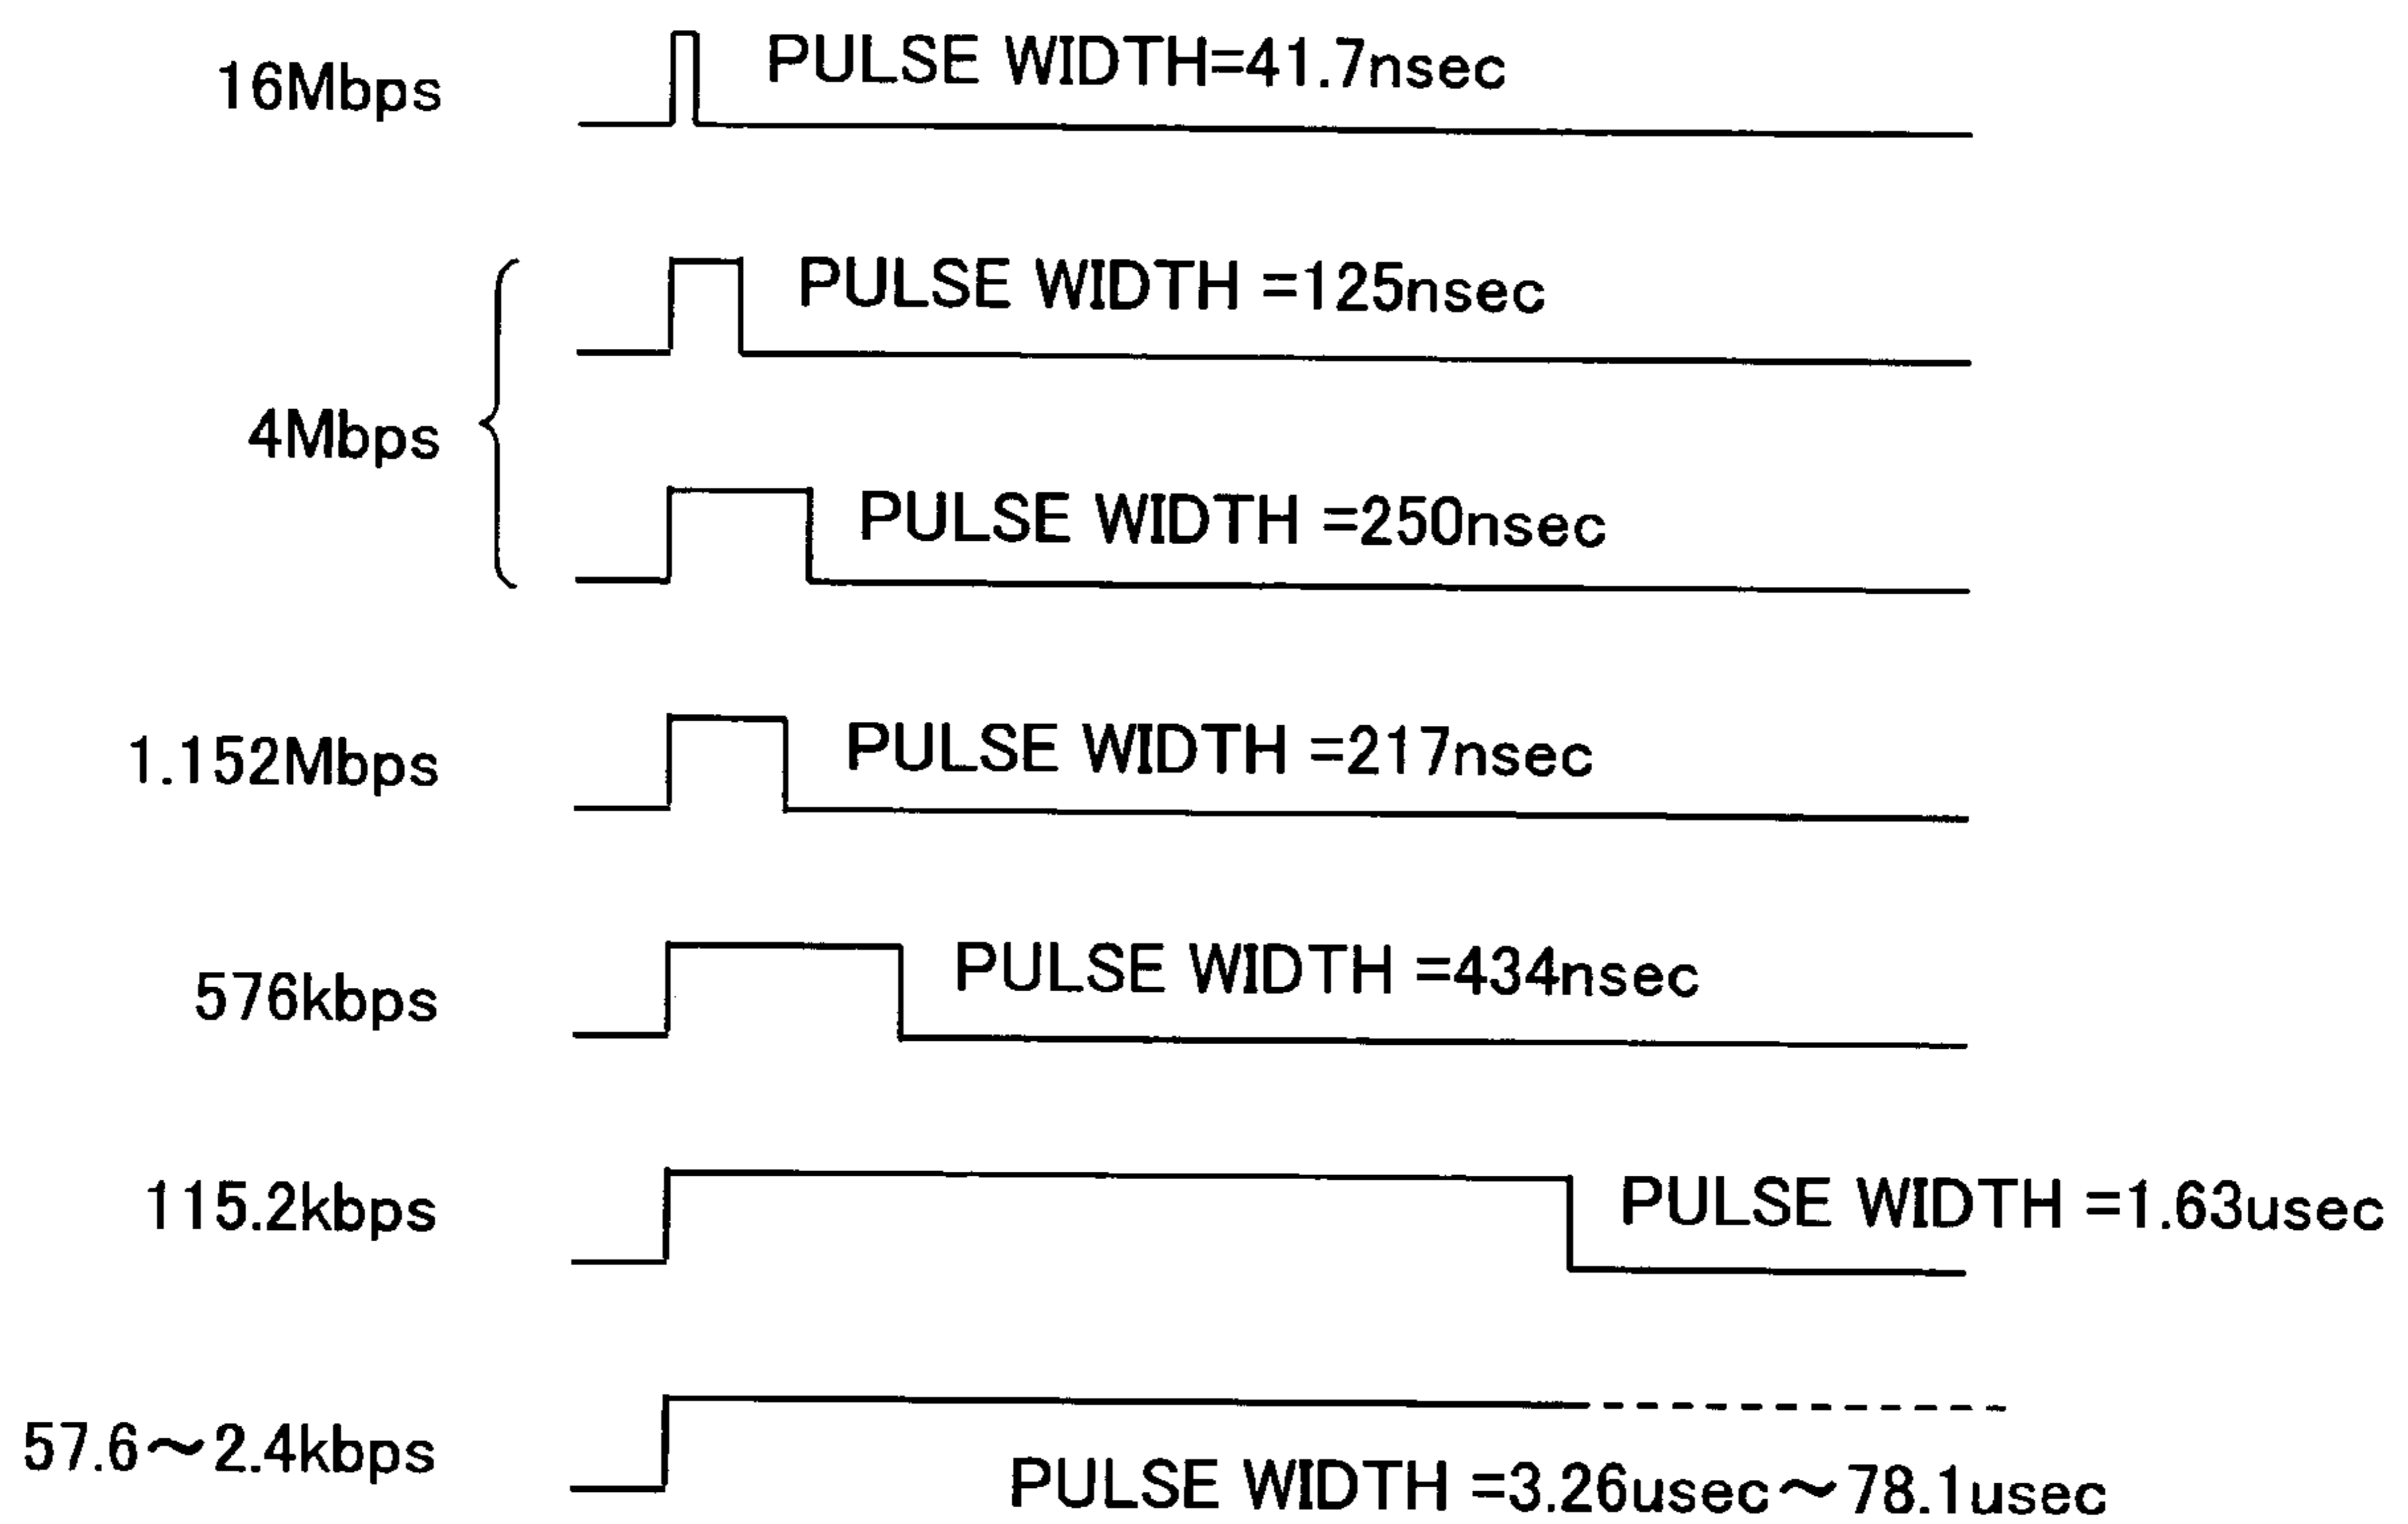 16Mbps PULSE WIDTH=41.7nsec
PULSE WIDTH =125nsec
4Mbps
PULSE WIDTH =250nsec
1.152Mbps PULSE WIDTH =217nsec
576kbps PULSE WIDTH =434nsec
115.2kbps PULSE WIDTH =1.63usec
57.6～2.4kbps PULSE WIDTH =3.26usec～78.1usec